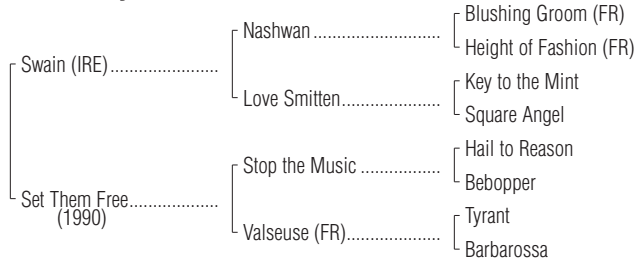 Blushing Groom (FR)
Nashwan
Height of Fashion (FR)
Swain (IRE)
Key to the Mint
Love Smitten
Square Angel
Hail to Reason
Stop the Music
Bebopper
Set Them Free
(1990)
Tyrant
Valseuse (FR)
Barbarossa